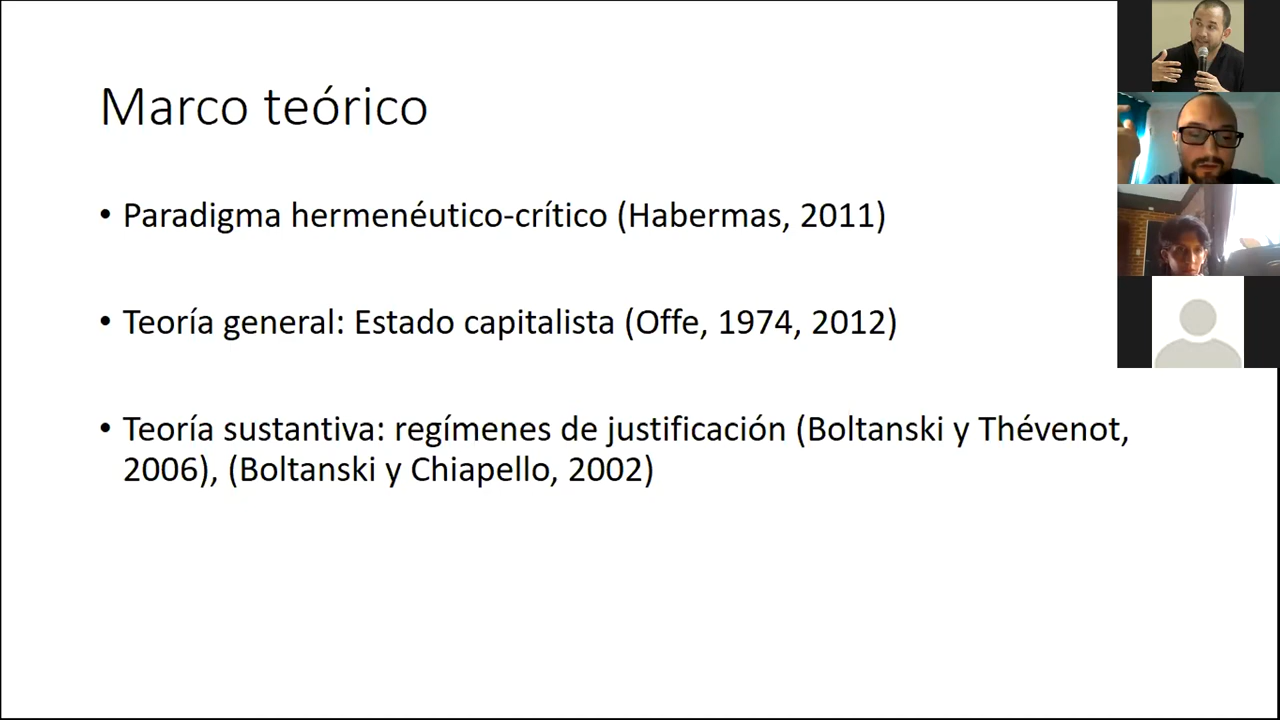 Marco teórico
• Paradigma hermenéutico-crítico (Habermas, 2011)
• Teoría general: Estado capitalista (Offe, 1974, 2012)
• Teoría sustantiva: regímenes de justificación (Boltanski y Thévenot,
2006), (Boltanski y Chiapello, 2002)